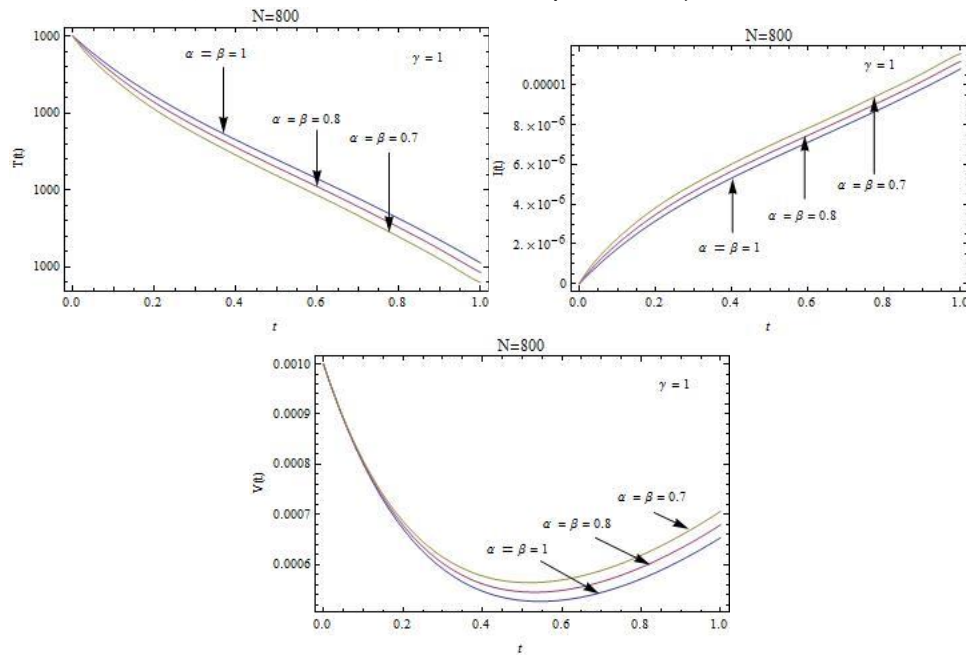 N=800
1000
α = β = 1
γ = 1
1000
α = β = 0.8
α = β = 0.7
T(t)
1000
1000
0.0 0.2 0.4 0.6 0.8 1.0
t
N=800
γ = 1
0.00001
8.×10⁻⁶
6.×10⁻⁶
I(t)
α = β = 0.7
4.×10⁻⁶
α = β = 0.8
2.×10⁻⁶
α = β = 1
0
0.0 0.2 0.4 0.6 0.8 1.0
t
N=800
0.0010
γ = 1
0.0009
0.0008
V(t)
α = β = 0.7
0.0007
α = β = 0.8
α = β = 1
0.0006
0.0 0.2 0.4 0.6 0.8 1.0
t